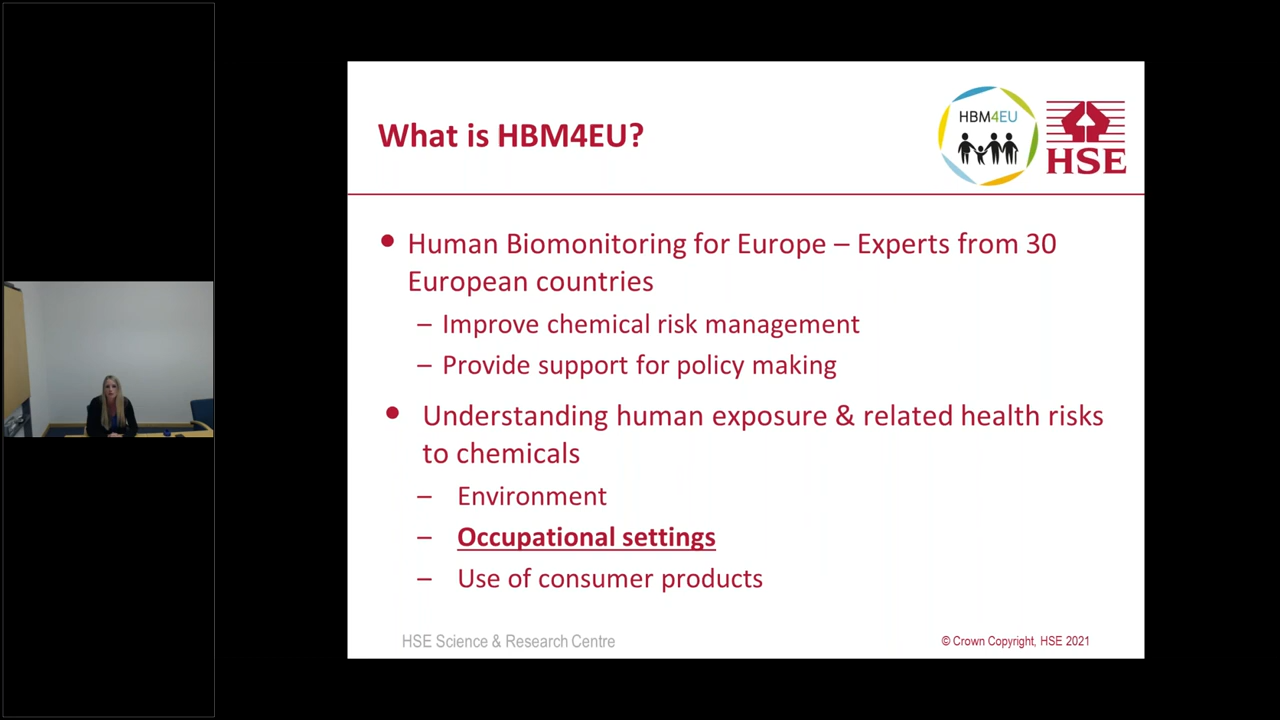 What is HBM4EU?
HBM4EU
HSE
• Human Biomonitoring for Europe – Experts from 30
European countries
– Improve chemical risk management
– Provide support for policy making
• Understanding human exposure & related health risks
to chemicals
– Environment
– Occupational settings
– Use of consumer products
HSE Science & Research Centre
© Crown Copyright, HSE 2021